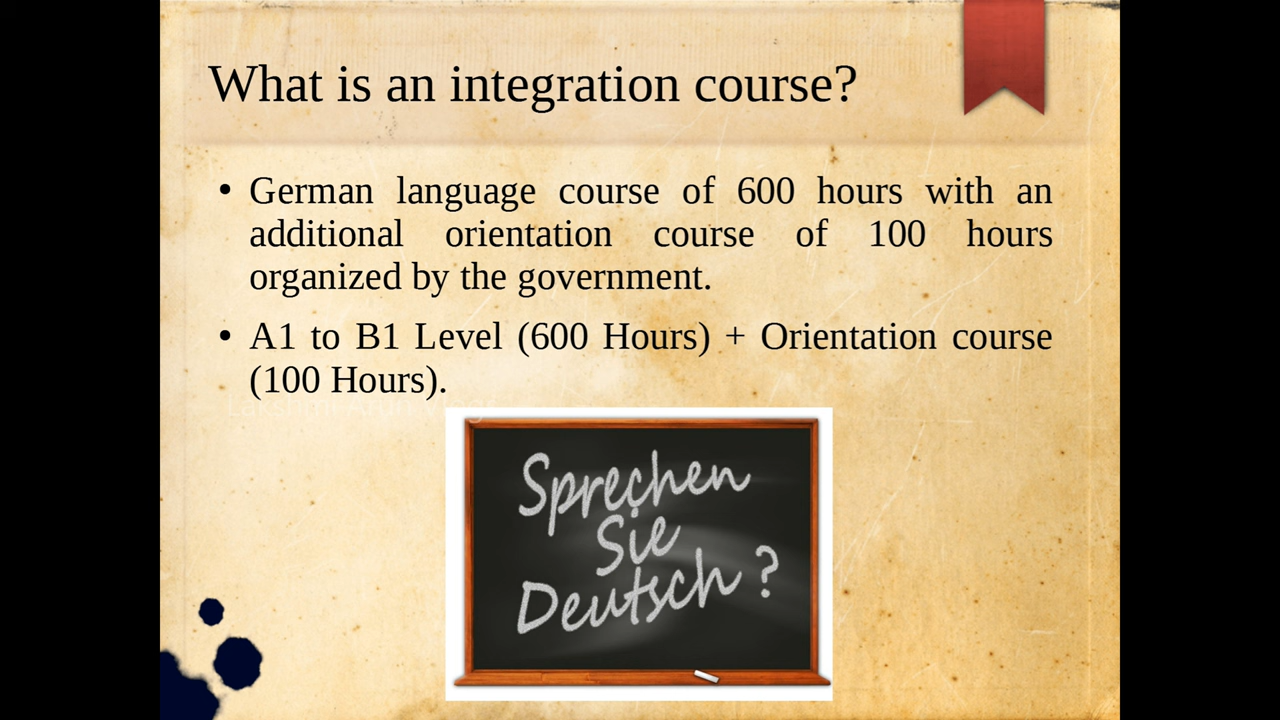 What is an integration course?
• German language course of 600 hours with an
additional orientation course of 100 hours
organized by the government.
• A1 to B1 Level (600 Hours) + Orientation course
(100 Hours).
Sprechen
Sie
Deutsch ?